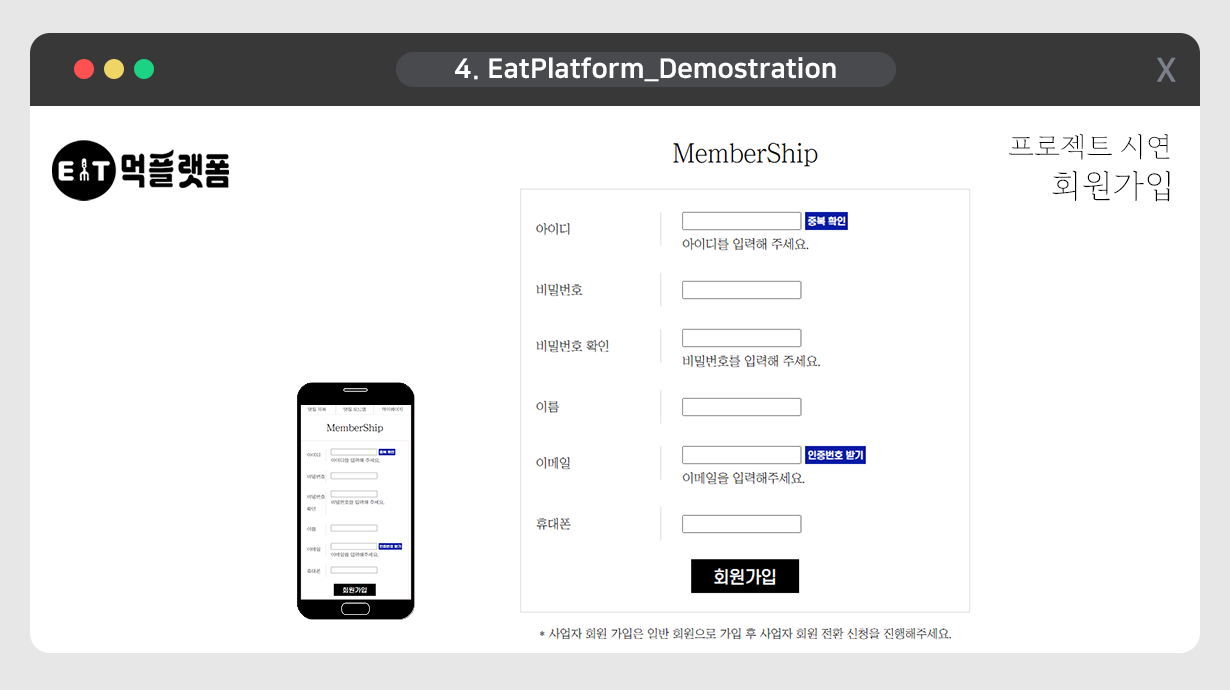 4. EatPlatform_Demostration
X
EAT 먹플랫폼
프로젝트 시연
회원가입
MemberShip
아이디
중복 확인
아이디를 입력해 주세요.
비밀번호
비밀번호 확인
비밀번호를 입력해 주세요.
이름
이메일
인증번호 받기
이메일을 입력해주세요.
휴대폰
회원가입
* 사업자 회원 가입은 일반 회원으로 가입 후 사업자 회원 전환 신청을 진행해주세요.
마이페이지
MemberShip
아이디
중복 확인
아이디를 입력해 주세요.
비밀번호
비밀번호
확인
비밀번호를 입력해 주세요.
이름
이메일
인증번호 받기
이메일을 입력해주세요.
휴대폰
회원가입